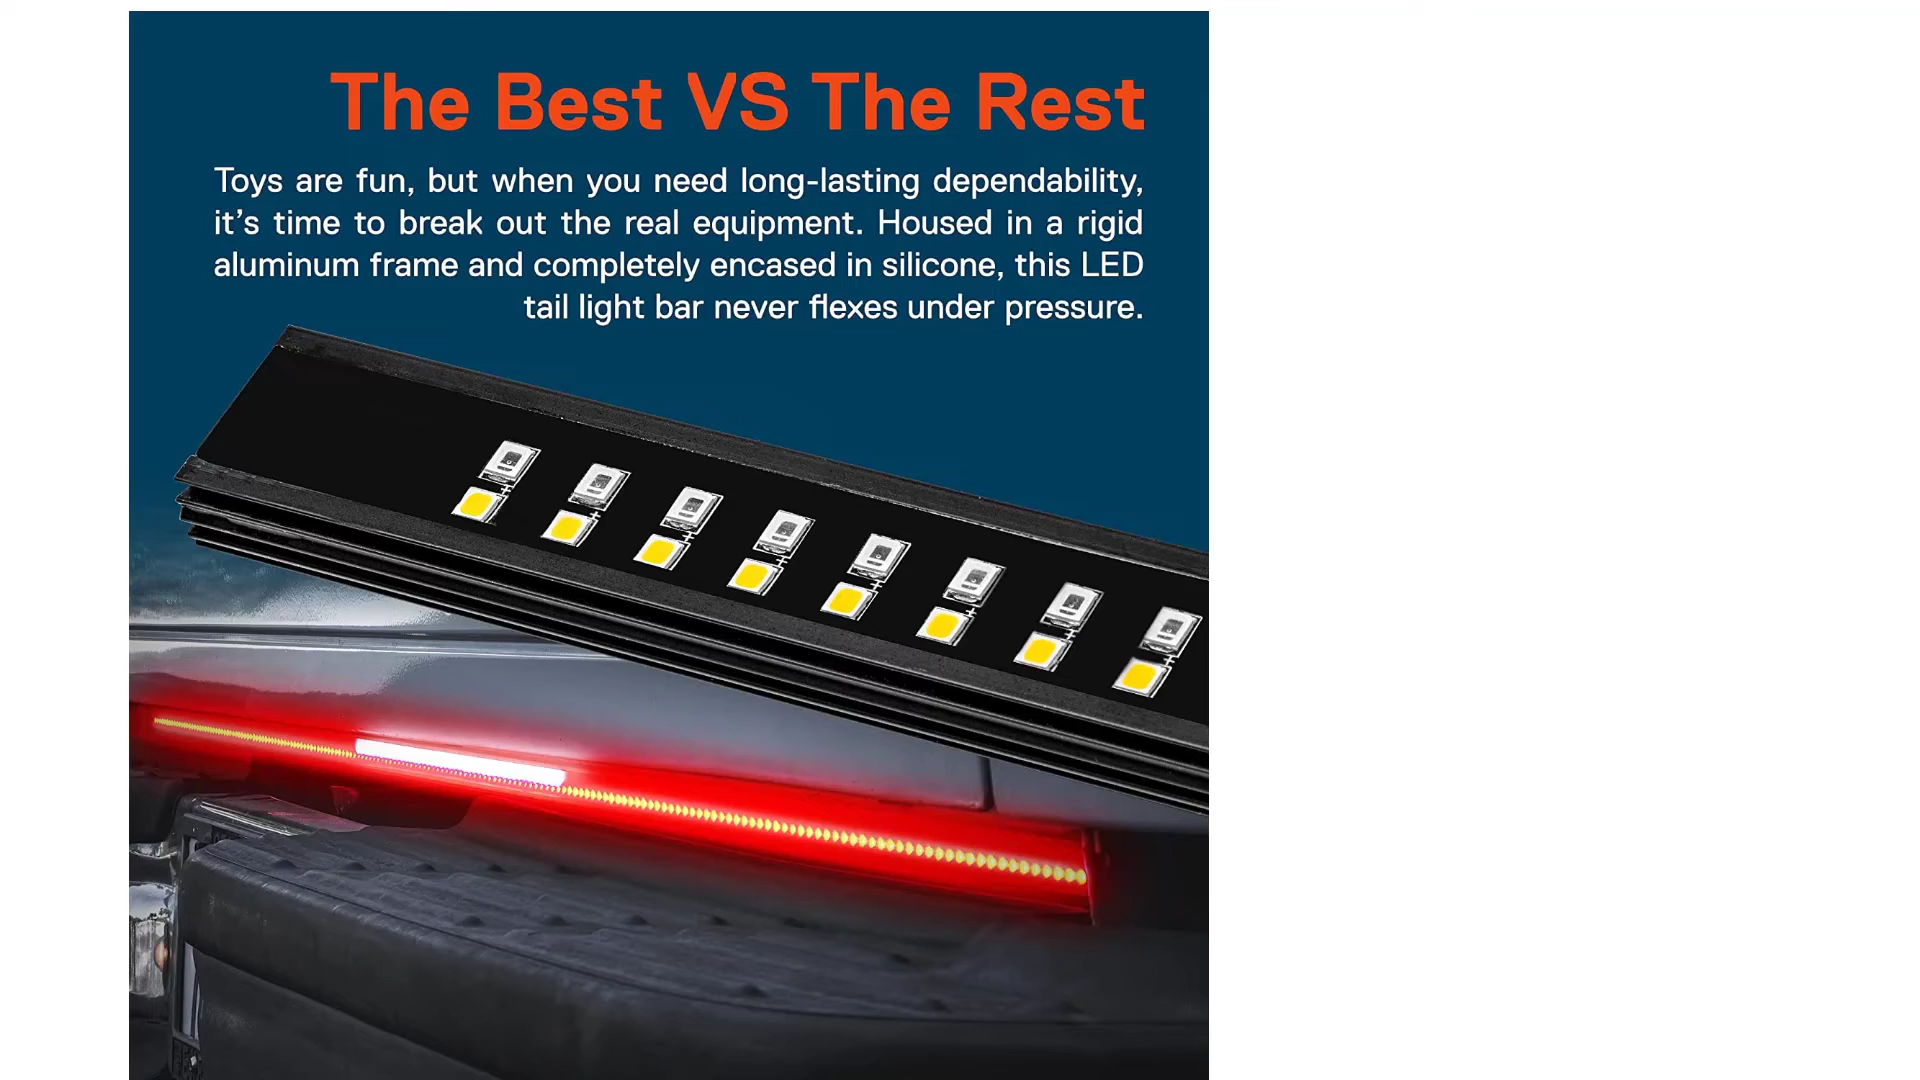 The Best VS The Rest
Toys are fun, but when you need long-lasting dependability,
it’s time to break out the real equipment. Housed in a rigid
aluminum frame and completely encased in silicone, this LED
tail light bar never flexes under pressure.